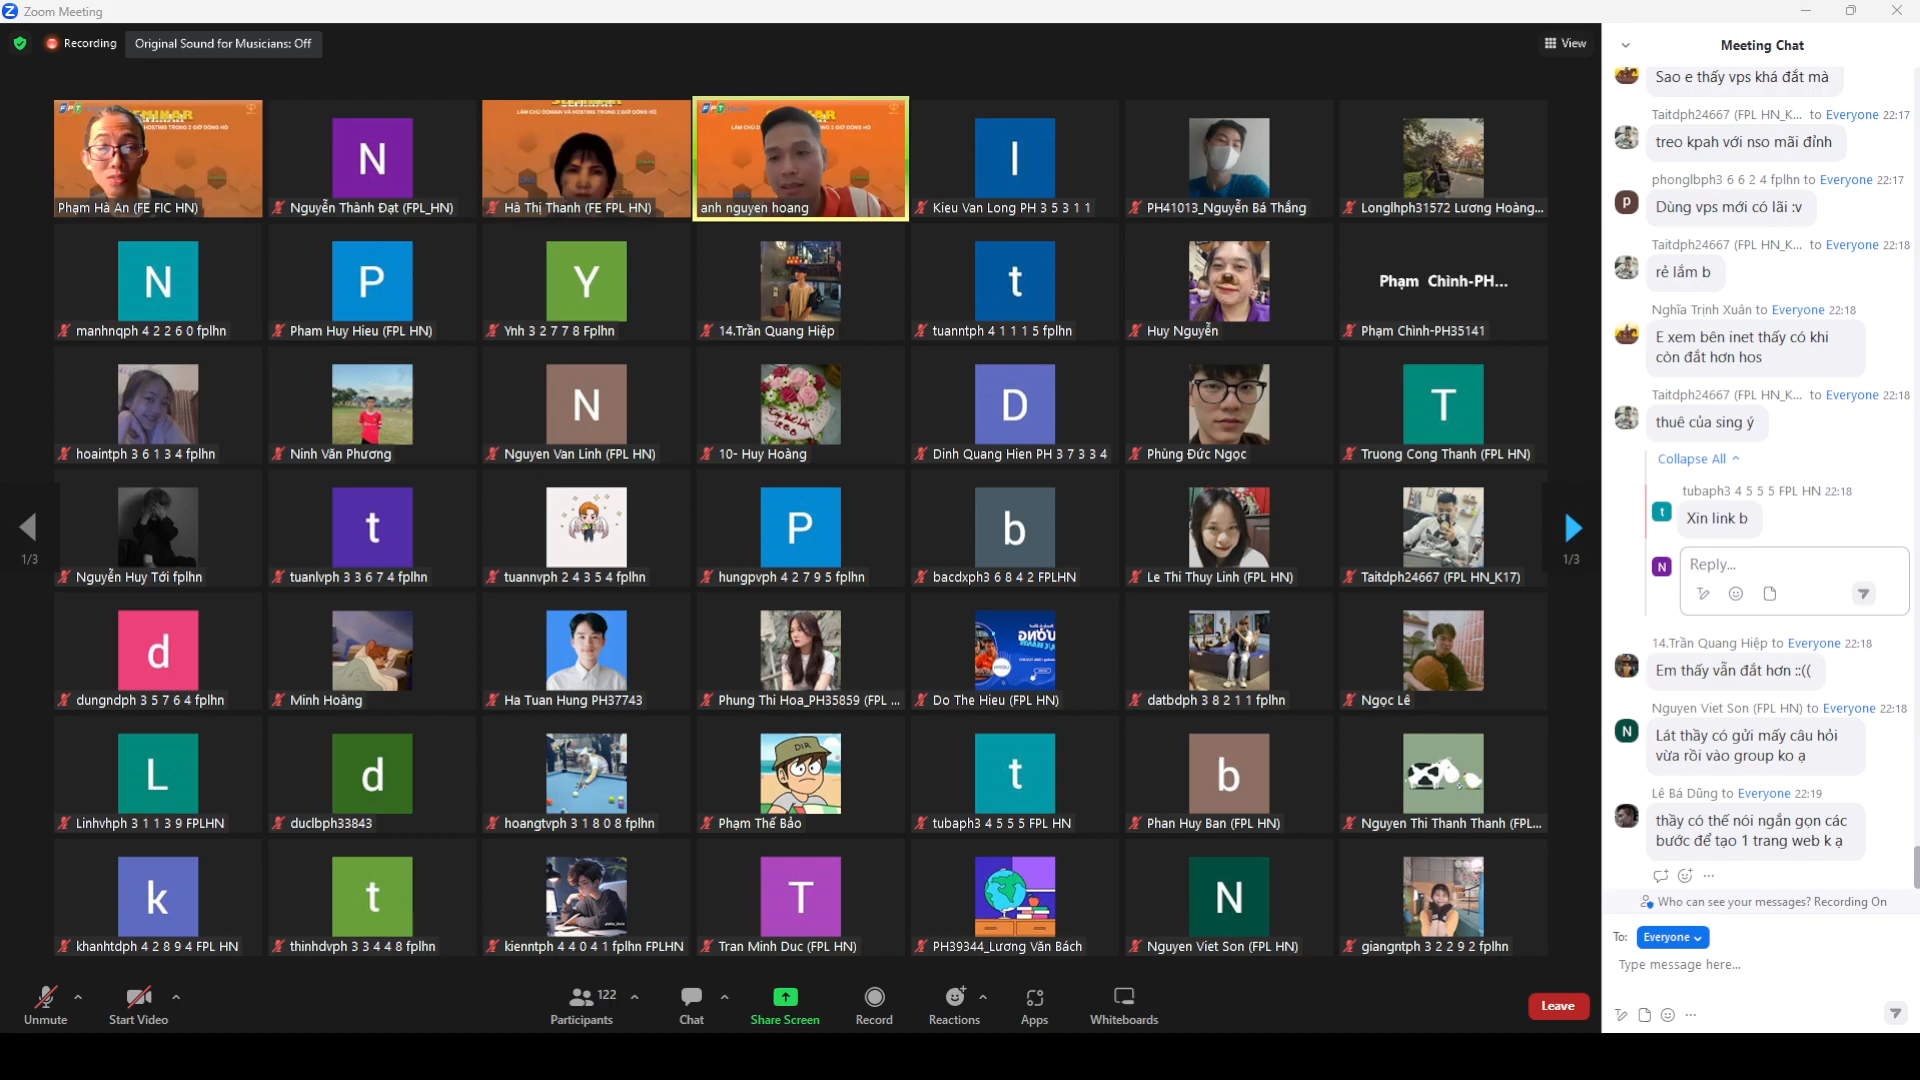 Zoom Meeting
Recording
Original Sound for Musicians: Off
View
FPT
SEMINAR
HOSTING TRONG 2 GIỜ ĐỒNG HỒ
Phạm Hà An (FE FIC HN)
N
Nguyễn Thành Đạt (FPL_HN)
LÀM CHỦ DOMAIN VÀ HOSTING TRONG 2 GIỜ ĐỒNG HỒ
Hà Thị Thanh (FE FPL HN)
FPT
anh nguyen hoang
I
Kieu Van Long PH 3 5 3 1 1
PH41013_Nguyễn Bá Thắng
Longlhph31572 Lương Hoàng...
N
manhnqph 4 2 2 6 0 fplhn
P
Pham Huy Hieu (FPL HN)
Y
Ynh 3 2 7 7 8 Fplhn
14.Trần Quang Hiệp
t
tuanntph 4 1 1 1 5 fplhn
Huy Nguyễn
Phạm Chình-PH...
Phạm Chình-PH35141
hoaintph 3 6 1 3 4 fplhn
Ninh Văn Phương
N
Nguyen Van Linh (FPL HN)
10- Huy Hoàng
D
Dinh Quang Hien PH 3 7 3 3 4
Phùng Đức Ngọc
T
Truong Cong Thanh (FPL HN)
1/3
Nguyễn Huy Tới fplhn
t
tuanlvph 3 3 6 7 4 fplhn
tuannvph 2 4 3 5 4 fplhn
P
hungpvph 4 2 7 9 5 fplhn
b
bacdxph3 6 8 4 2 FPLHN
Le Thi Thuy Linh (FPL HN)
Taitdph24667 (FPL HN_K17)
1/3
d
dungndph 3 5 7 6 4 fplhn
Minh Hoàng
Ha Tuan Hung PH37743
Phung Thi Hoa_PH35859 (FPL ...
Do The Hieu (FPL HN)
datbdph 3 8 2 1 1 fplhn
Ngọc Lê
L
Linhvhph 3 1 1 3 9 FPLHN
d
duclbph33843
hoangtvph 3 1 8 0 8 fplhn
DIR
Phạm Thế Bảo
t
tubaph3 4 5 5 5 FPL HN
b
Phan Huy Ban (FPL HN)
Nguyen Thi Thanh Thanh (FPL...
k
khanhtdph 4 2 8 9 4 FPL HN
t
thinhdvph 3 3 4 4 8 fplhn
kienntph 4 4 0 4 1 fplhn FPLHN
T
Tran Minh Duc (FPL HN)
PH39344_Lương Văn Bách
N
Nguyen Viet Son (FPL HN)
giangntph 3 2 2 9 2 fplhn
Unmute
Start Video
122
Participants
Chat
Share Screen
Record
Reactions
Apps
Whiteboards
Leave
Meeting Chat
Sao e thấy vps khá đắt mà
Taitdph24667 (FPL HN_K... to Everyone 22:17
treo kpah với nso mãi đỉnh
phonglbph3 6 6 2 4 fplhn to Everyone 22:17
P
Dùng vps mới có lãi :v
Taitdph24667 (FPL HN_K... to Everyone 22:18
rẻ lắm b
Nghĩa Trịnh Xuân to Everyone 22:18
E xem bên inet thấy có khi
còn đắt hơn hos
Taitdph24667 (FPL HN_K... to Everyone 22:18
thuê của sing ý
Collapse All
tubaph3 4 5 5 5 FPL HN 22:18
t
Xin link b
N
Reply...
14.Trần Quang Hiệp to Everyone 22:18
Em thấy vẫn đắt hơn ::((
Nguyen Viet Son (FPL HN) to Everyone 22:18
N
Lát thầy có gửi mấy câu hỏi
vừa rồi vào group ko ạ
Lê Bá Dũng to Everyone 22:19
thầy có thể nói ngắn gọn các
bước để tạo 1 trang web k ạ
Who can see your messages? Recording On
To: Everyone
Type message here...